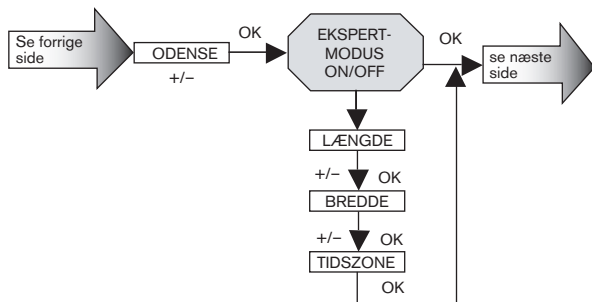 Se forrige
side
ODENSE
+/–
OK
EKSPERT-
MODUS
ON/OFF
OK
se næste
side
LÆNGDE
+/–
OK
BREDDE
+/–
OK
TIDSZONE
OK